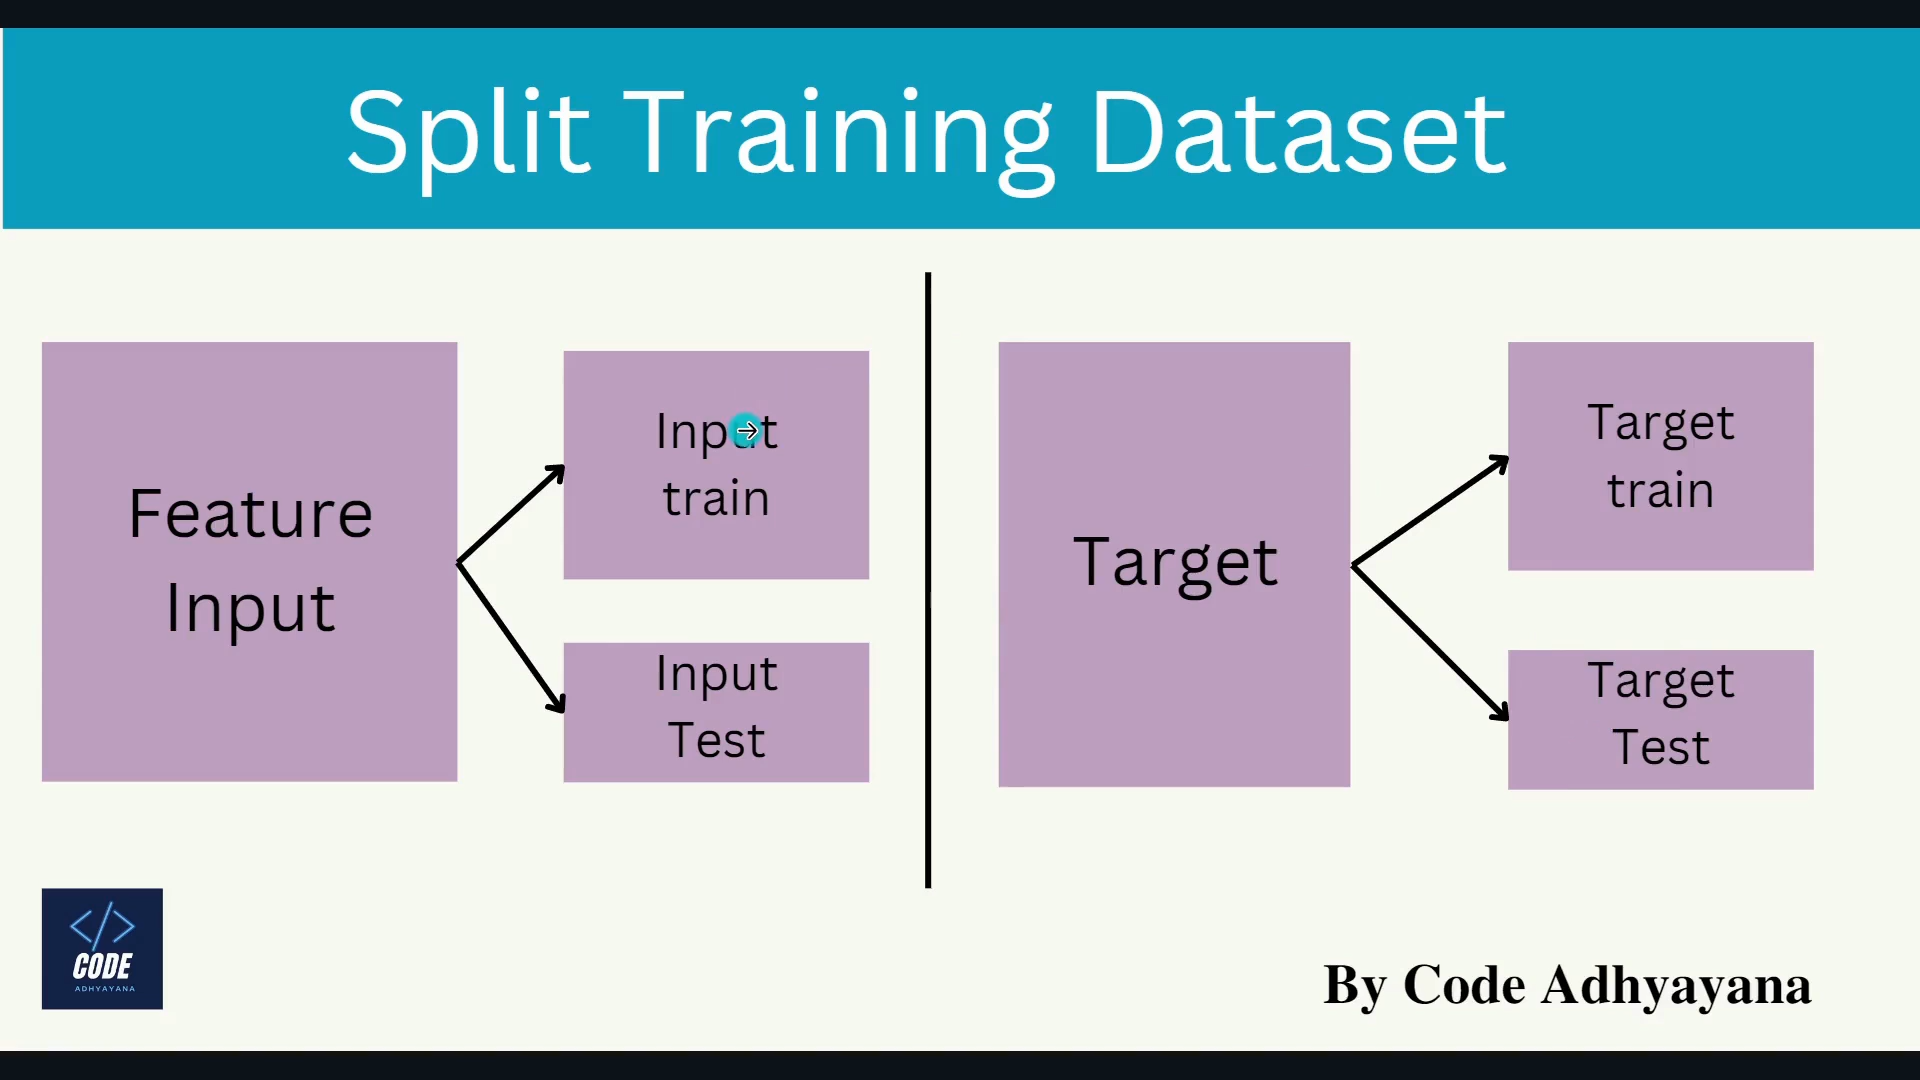 Split Training Dataset
Feature
Input
Input
train
Input
Test
Target
Target
train
Target
Test
CODE
ADHYAYANA
By Code Adhyayana